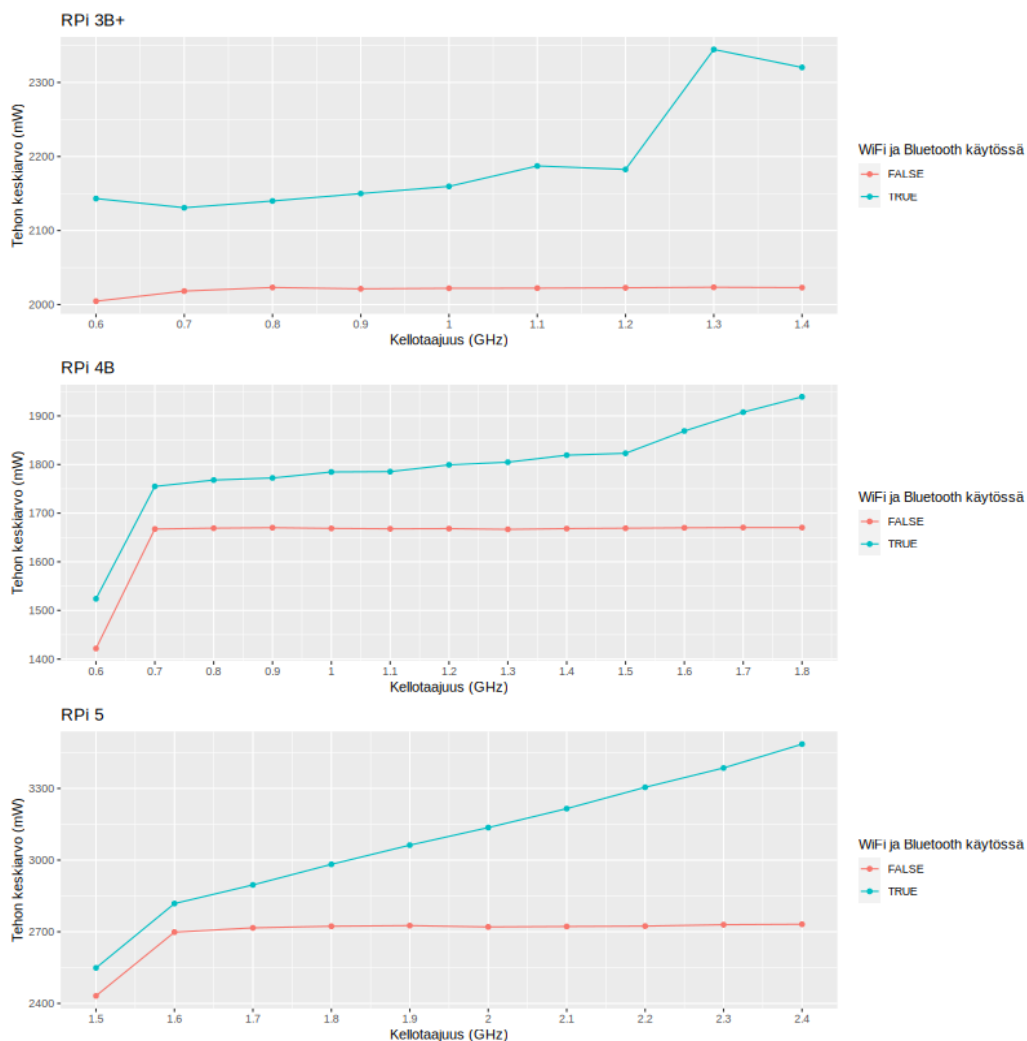 RPi 3B+
Tehon keskiarvo (mW)
2300
2200
2100
2000
0.6 0.7 0.8 0.9 1 1.1 1.2 1.3 1.4
Kellotaajuus (GHz)
WiFi ja Bluetooth käytössä
FALSE
TRUE
RPi 4B
Tehon keskiarvo (mW)
1900
1800
1700
1600
1500
1400
0.6 0.7 0.8 0.9 1 1.1 1.2 1.3 1.4 1.5 1.6 1.7 1.8
Kellotaajuus (GHz)
WiFi ja Bluetooth käytössä
FALSE
TRUE
RPi 5
Tehon keskiarvo (mW)
3300
3000
2700
2400
1.5 1.6 1.7 1.8 1.9 2 2.1 2.2 2.3 2.4
Kellotaajuus (GHz)
WiFi ja Bluetooth käytössä
FALSE
TRUE